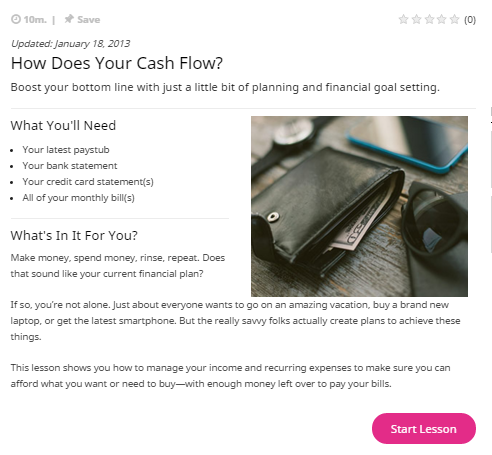 10m. | Save
(0)
Updated: January 18, 2013
How Does Your Cash Flow?
Boost your bottom line with just a little bit of planning and financial goal setting.
What You'll Need
• Your latest paystub
• Your bank statement
• Your credit card statement(s)
• All of your monthly bill(s)
What's In It For You?
Make money, spend money, rinse, repeat. Does
that sound like your current financial plan?
If so, you're not alone. Just about everyone wants to go on an amazing vacation, buy a brand new
laptop, or get the latest smartphone. But the really savvy folks actually create plans to achieve these
things.
This lesson shows you how to manage your income and recurring expenses to make sure you can
afford what you want or need to buy—with enough money left over to pay your bills.
Start Lesson